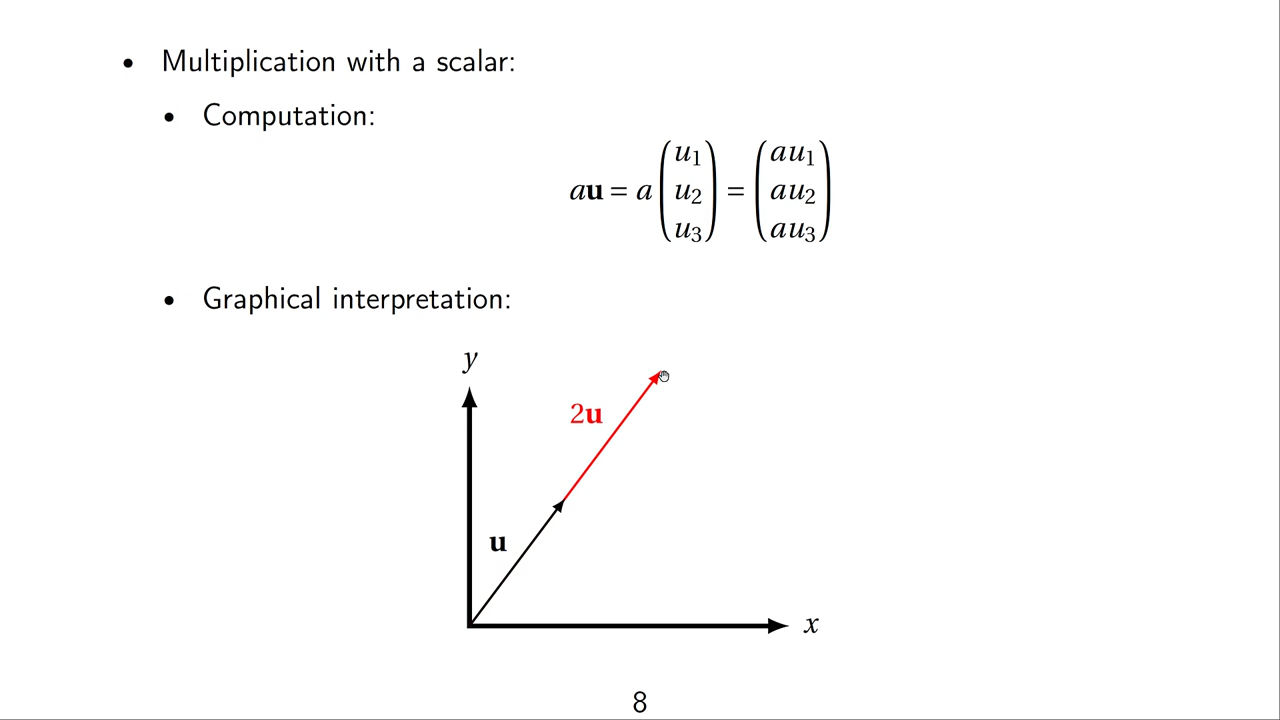 • Multiplication with a scalar:
• Computation:
a𝐮 = a (u₁ u₂ u₃) = (au₁ au₂ au₃)
• Graphical interpretation:
y
2𝐮
𝐮
x
8